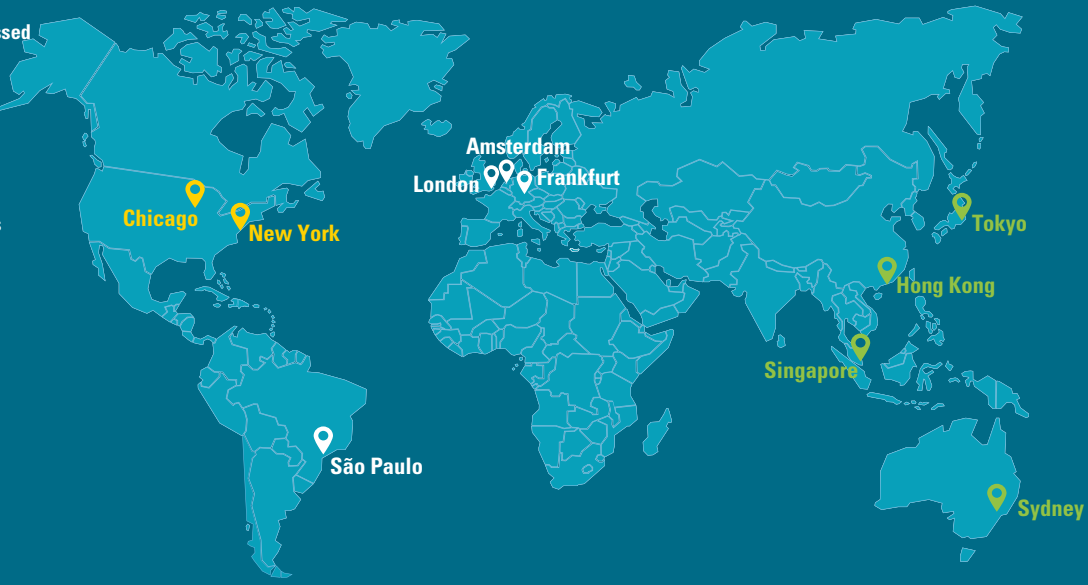 ssed
Amsterdam
London
Frankfurt
Chicago
New York
Tokyo
Hong Kong
Singapore
São Paulo
Sydney